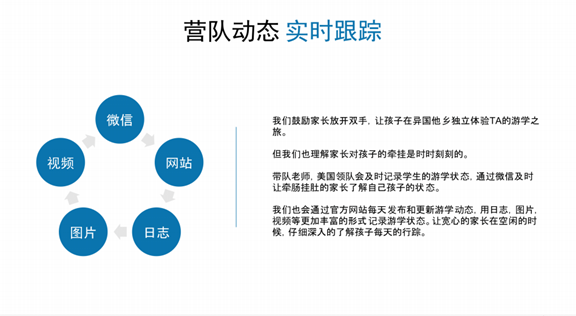 营队动态 实时跟踪
微信
视频
网站
图片
日志
我们鼓励家长放开双手, 让孩子在异国他乡独立体验TA的游学之
旅。
但我们也理解家长对孩子的牵挂是时时刻刻的。
带队老师, 美国领队会及时记录学生的游学状态, 通过微信及时
让牵肠挂肚的家长了解自己孩子的状态。
我们也会通过官方网站每天发布和更新游学动态, 用日志, 图片,
视频等更加丰富的形式 记录游学状态。让宽心的家长在空闲的时
候, 仔细深入的了解孩子每天的行踪。